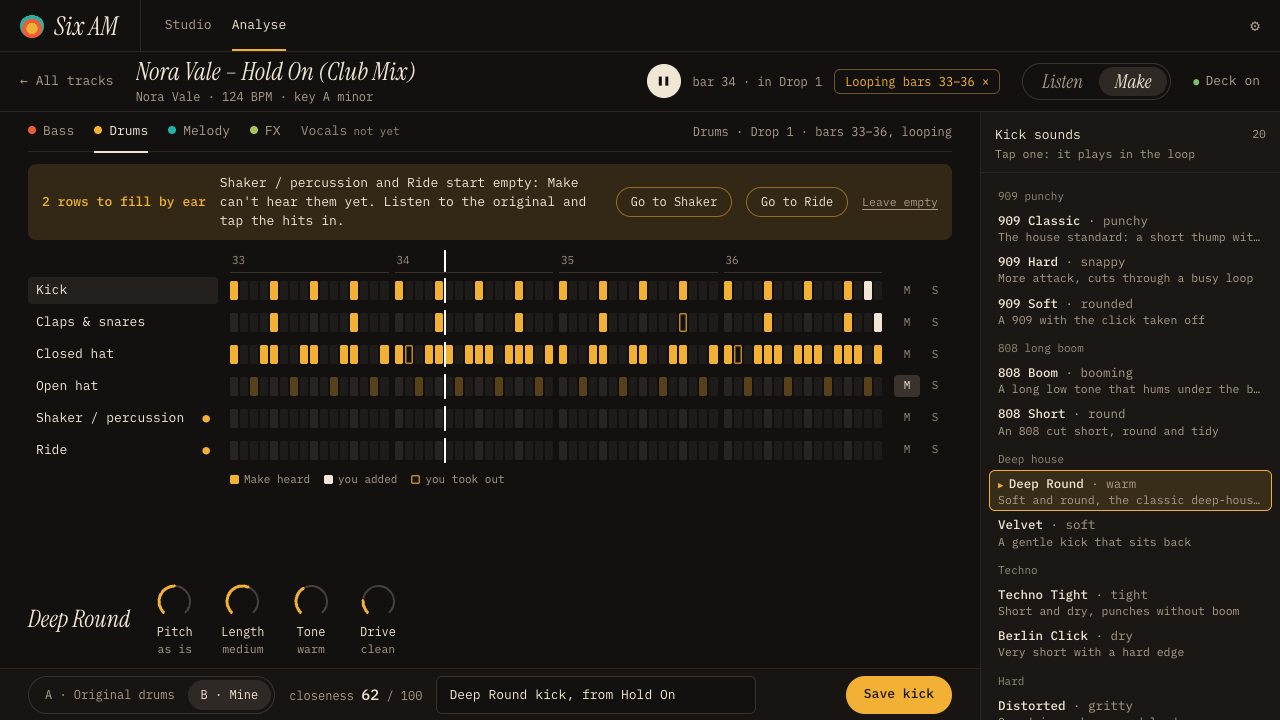 Six AM
Studio
Analyse
← All tracks
Nora Vale – Hold On (Club Mix)
Nora Vale · 124 BPM · key A minor
bar 34 · in Drop 1
Looping bars 33–36 ×
Listen
Make
Deck on
Bass
Drums
Melody
FX
Vocals not yet
Drums · Drop 1 · bars 33–36, looping
2 rows to fill by ear
Shaker / percussion and Ride start empty: Make
can't hear them yet. Listen to the original and
tap the hits in.
Go to Shaker
Go to Ride
Leave empty
33
34
35
36
Kick
M
S
Claps & snares
M
S
Closed hat
M
S
Open hat
M
S
Shaker / percussion
M
S
Ride
M
S
Make heard
you added
you took out
Deep Round
Pitch
as is
Length
medium
Tone
warm
Drive
clean
A · Original drums
B · Mine
closeness 62 / 100
Deep Round kick, from Hold On
Save kick
Kick sounds
20
Tap one: it plays in the loop
909 punchy
909 Classic · punchy
The house standard: a short thump wit…
909 Hard · snappy
More attack, cuts through a busy loop
909 Soft · rounded
A 909 with the click taken off
808 long boom
808 Boom · booming
A long low tone that hums under the b…
808 Short · round
An 808 cut short, round and tidy
Deep house
▶ Deep Round · warm
Soft and round, the classic deep-hous…
Velvet · soft
A gentle kick that sits back
Techno
Techno Tight · tight
Short and dry, punches without boom
Berlin Click · dry
Very short with a hard edge
Hard
Distorted · gritty